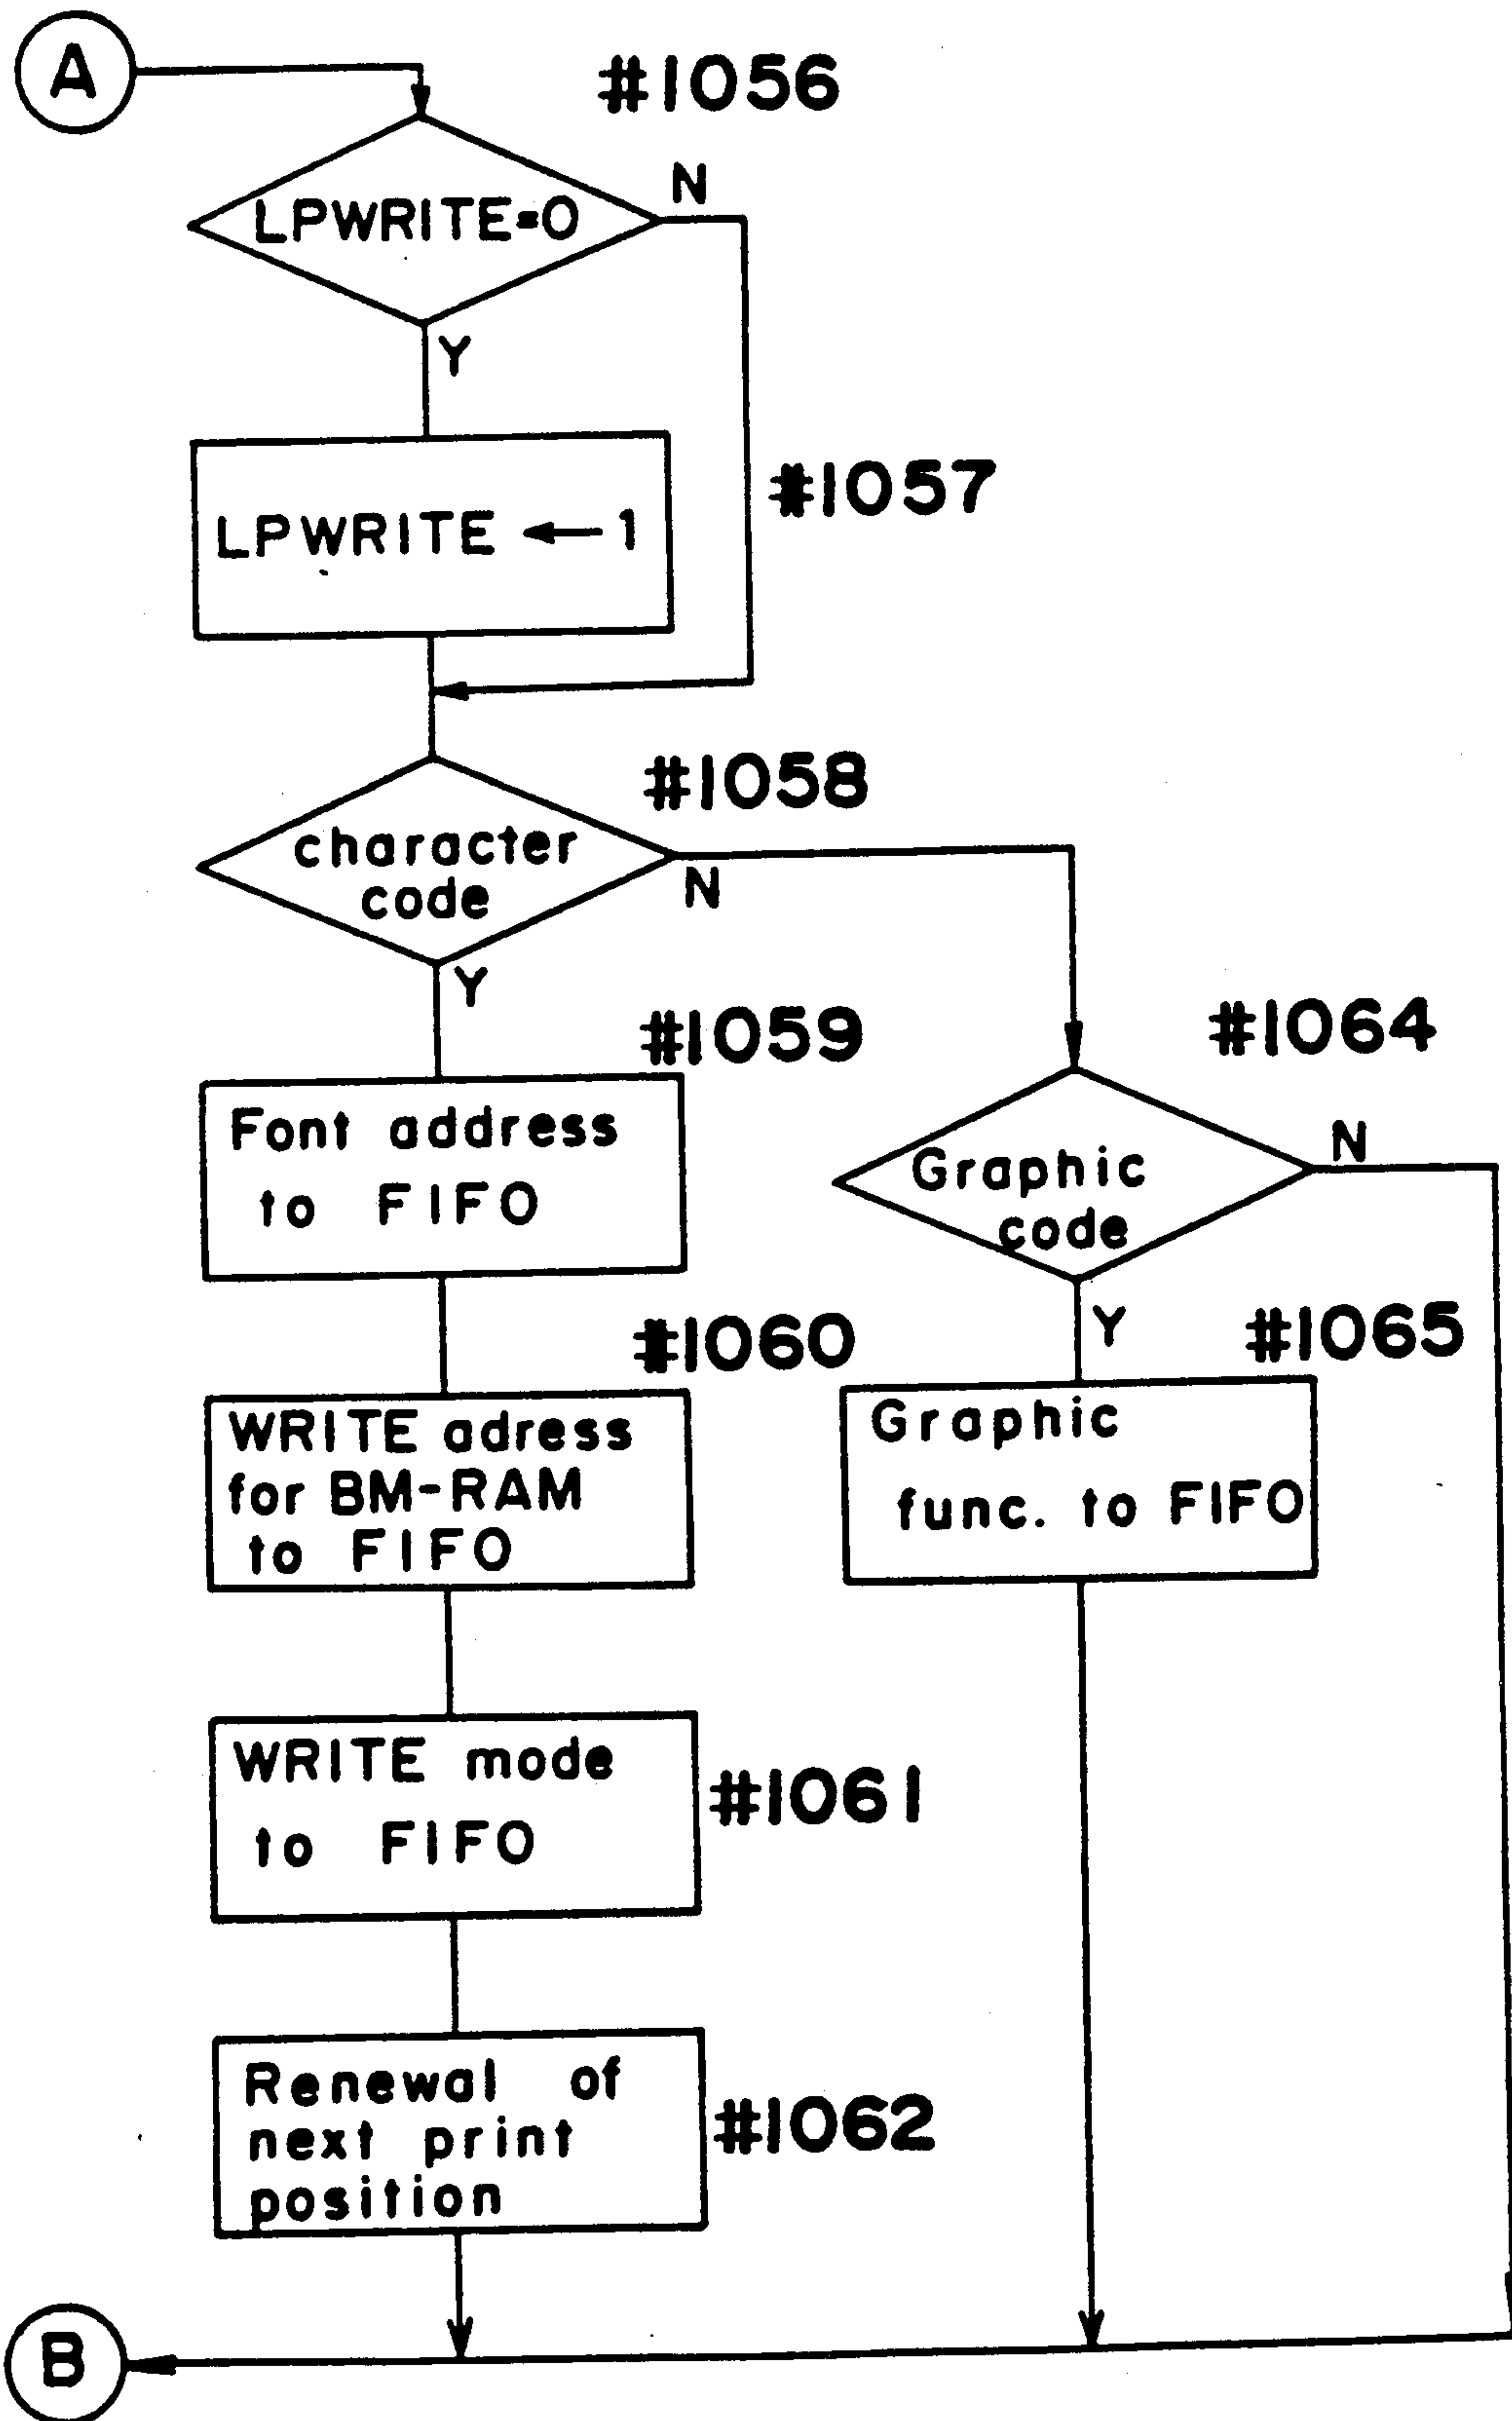 A
#1056
LPWRITE=0
N
Y
#1057
LPWRITE ← 1
#1058
character
code
N
Y
#1059
Font address
to FIFO
#1064
Graphic
code
N
Y
#1060
WRITE adress
for BM-RAM
to FIFO
#1065
Graphic
func. to FIFO
WRITE mode
to FIFO
#1061
Renewal of
next print
position
#1062
B